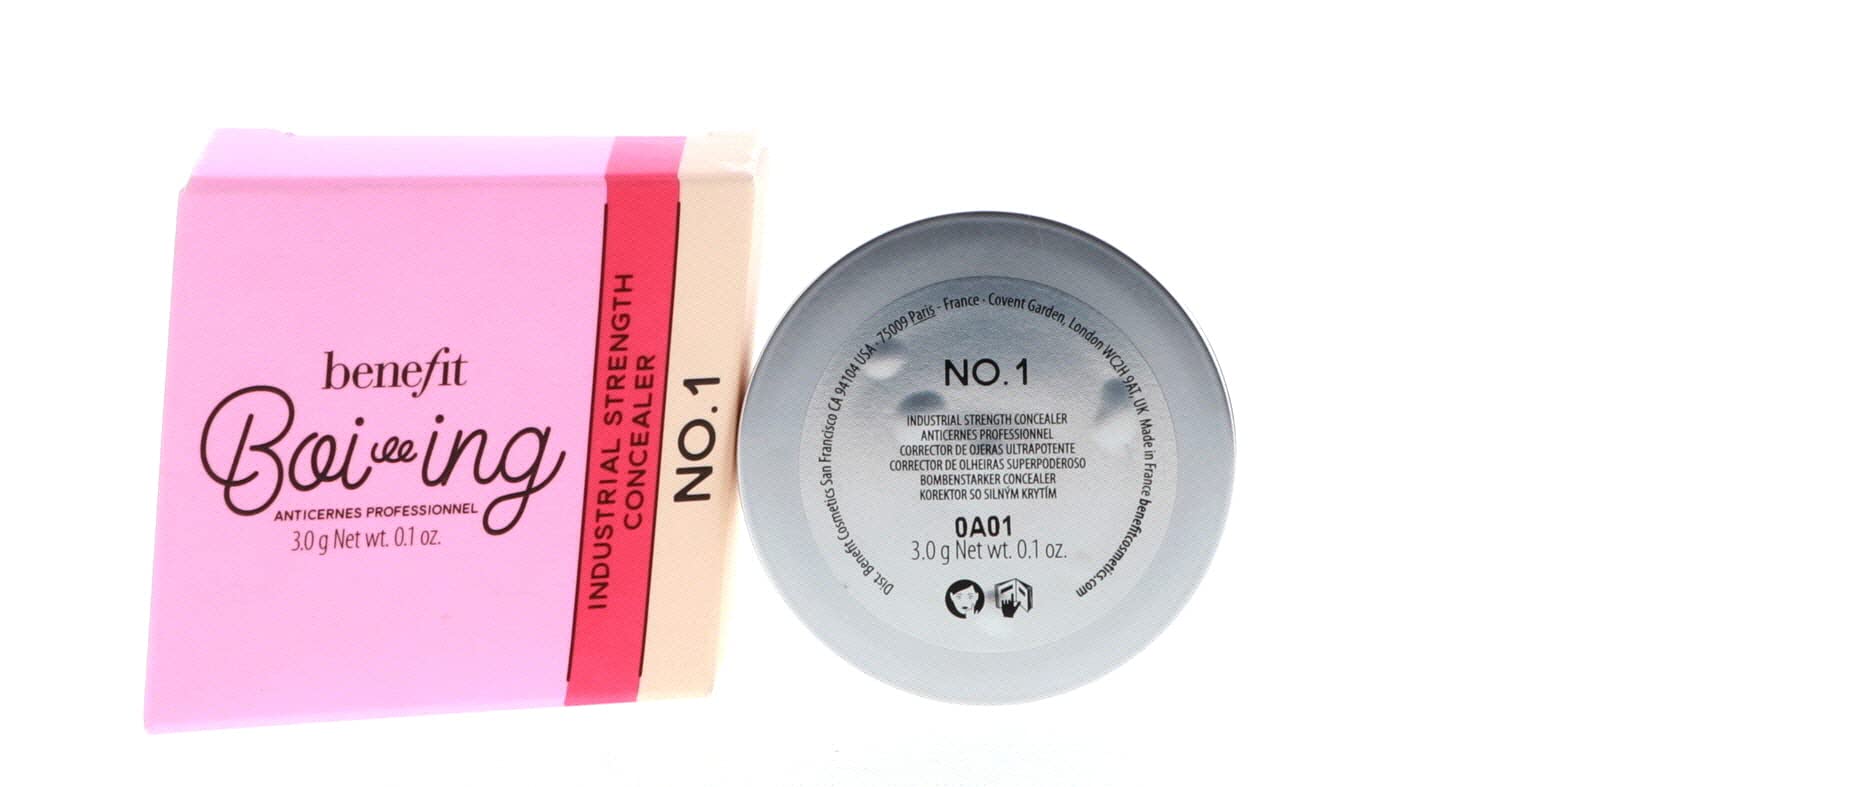 benefit
Boi-ing
ANTICERNES PROFESSIONNEL
3.0 g Net wt. 0.1 oz.
INDUSTRIAL STRENGTH
CONCEALER
NO.1
Dist. Benefit Cosmetics San Francisco CA 94104 USA - 75009 Paris - France - Covent Garden, London WC2H 9AT, UK Made in France benefitcosmetics.com
NO.1
INDUSTRIAL STRENGTH CONCEALER
ANTICERNES PROFESSIONNEL
CORRECTOR DE OJERAS ULTRAPOTENTE
CORRECTOR DE OLHEIRAS SUPERPODEROSO
BOMBENSTARKER CONCEALER
KOREKTOR SO SILNÝM KRYTÍM
0A01
3.0 g Net wt. 0.1 oz.